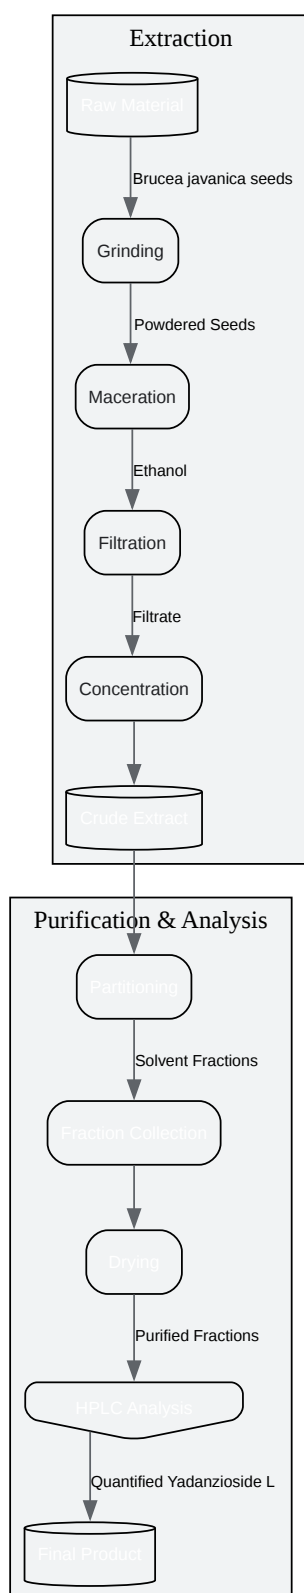 Extraction
Raw Material
Brucea javanica seeds
Grinding
Powdered Seeds
Maceration
Ethanol
Filtration
Filtrate
Concentration
Crude Extract
Purification & Analysis
Partitioning
Solvent Fractions
Fraction Collection
Drying
Purified Fractions
HPLC Analysis
Quantified Yadanzioside L
Final Product